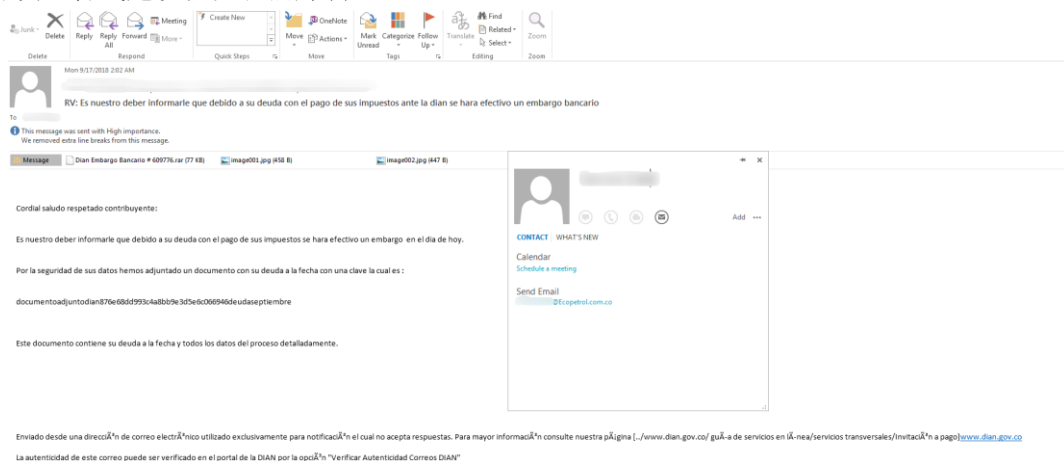 Junk
Delete
Reply
Reply All
Forward
Meeting
More
Create New
Move
OneNote
Actions
Mark Unread
Categorize
Follow Up
Translate
Find
Related
Select
Zoom
Delete
Respond
Quick Steps
Move
Tags
Editing
Zoom
Mon 9/17/2018 2:02 AM
RV: Es nuestro deber informarle que debido a su deuda con el pago de sus impuestos ante la dian se hara efectivo un embargo bancario
To
This message was sent with High importance.
We removed extra line breaks from this message.
Message
Dian Embargo Bancario # 609776.rar (77 KB)
image001.jpg (458 B)
image002.jpg (447 B)
Add
CONTACT
WHAT'S NEW
Calendar
Schedule a meeting
Send Email
@Ecopetrol.com.co
Cordial saludo respetado contribuyente:
Es nuestro deber informarle que debido a su deuda con el pago de sus impuestos se hara efectivo un embargo en el dia de hoy.
Por la seguridad de sus datos hemos adjuntado un documento con su deuda a la fecha con una clave la cual es :
documentoadjuntodian876e68dd993c4a8bb9e3d5e6c066946deudaseptiembre
Este documento contiene su deuda a la fecha y todos los datos del proceso detalladamente.
Enviado desde una direcciÃ³n de correo electrÃ³nico utilizado exclusivamente para notificaciÃ³n el cual no acepta respuestas. Para mayor informaciÃ³n consulte nuestra pÃ¡gina [../www.dian.gov.co/ guÃ-a de servicios en lÃ-nea/servicios transversales/InvitaciÃ³n a pago]www.dian.gov.co
La autenticidad de este correo puede ser verificado en el portal de la DIAN por la opciÃ³n "Verificar Autenticidad Correos DIAN"